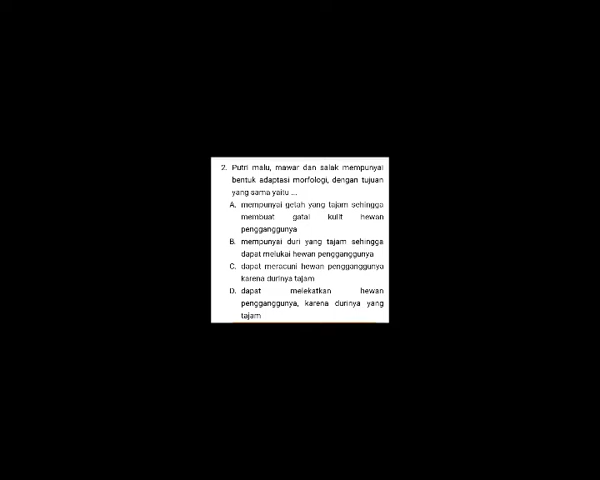 2. Putri malu, mawar dan salak mempunyai
bentuk adaptasi morfologi, dengan tujuan
yang sama yaitu ...
A. mempunyai getah yang tajam sehingga
membuat gatal kulit hewan
pengganggunya
B. mempunyai duri yang tajam sehingga
dapat melukai hewan pengganggunya
C. dapat meracuni hewan pengganggunya
karena durinya tajam
D. dapat melekatkan hewan
pengganggunya, karena durinya yang
tajam